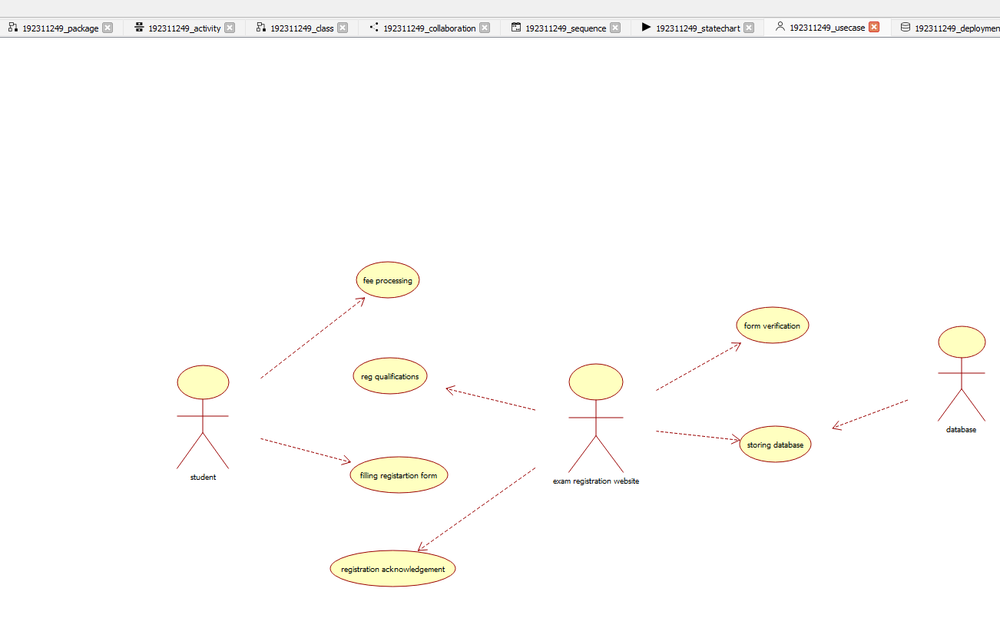 192311249_package
192311249_activity
192311249_class
192311249_collaboration
192311249_sequence
192311249_statechart
192311249_usecase
192311249_deploymen
fee processing
form verification
reg qualifications
database
storing database
filling registartion form
student
exam registration website
registration acknowledgement